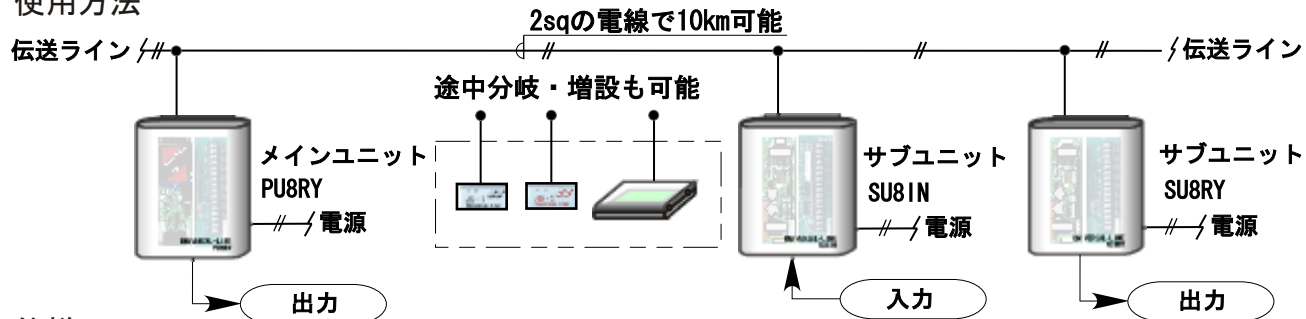 使用方法
2sqの電線で10km可能
伝送ライン
伝送ライン
途中分岐・増設も可能
メインユニット
PU8RY
電源
サブユニット
SU8IN
電源
サブユニット
SU8RY
電源
出力
入力
出力